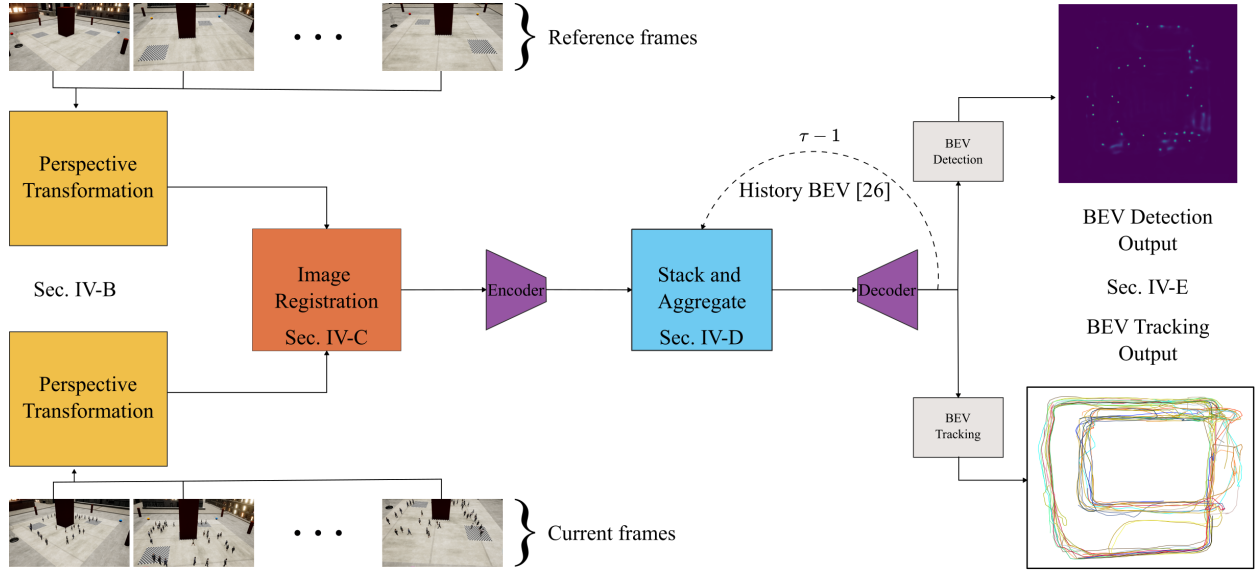 Reference frames
Perspective
Transformation
τ − 1
BEV
Detection
History BEV [26]
BEV Detection
Output
Image
Registration
Sec. IV-C
Encoder
Stack and
Aggregate
Sec. IV-D
Decoder
Sec. IV-B
Sec. IV-E
BEV Tracking
Output
Perspective
Transformation
BEV
Tracking
Current frames